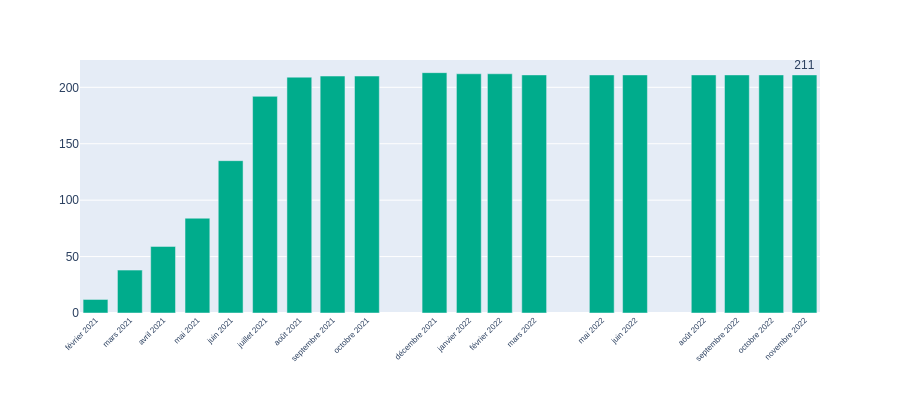 211
200
150
100
50
0
février 2021
mars 2021
avril 2021
mai 2021
juin 2021
juillet 2021
août 2021
septembre 2021
octobre 2021
décembre 2021
janvier 2022
février 2022
mars 2022
mai 2022
juin 2022
août 2022
septembre 2022
octobre 2022
novembre 2022